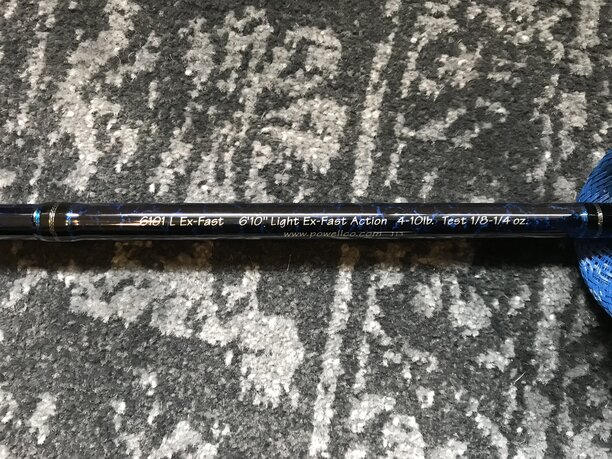 6101 L Ex-Fast 6'10" Light Ex-Fast Action 4-10lb. Test 1/8-1/4 oz.
www.powellco.com